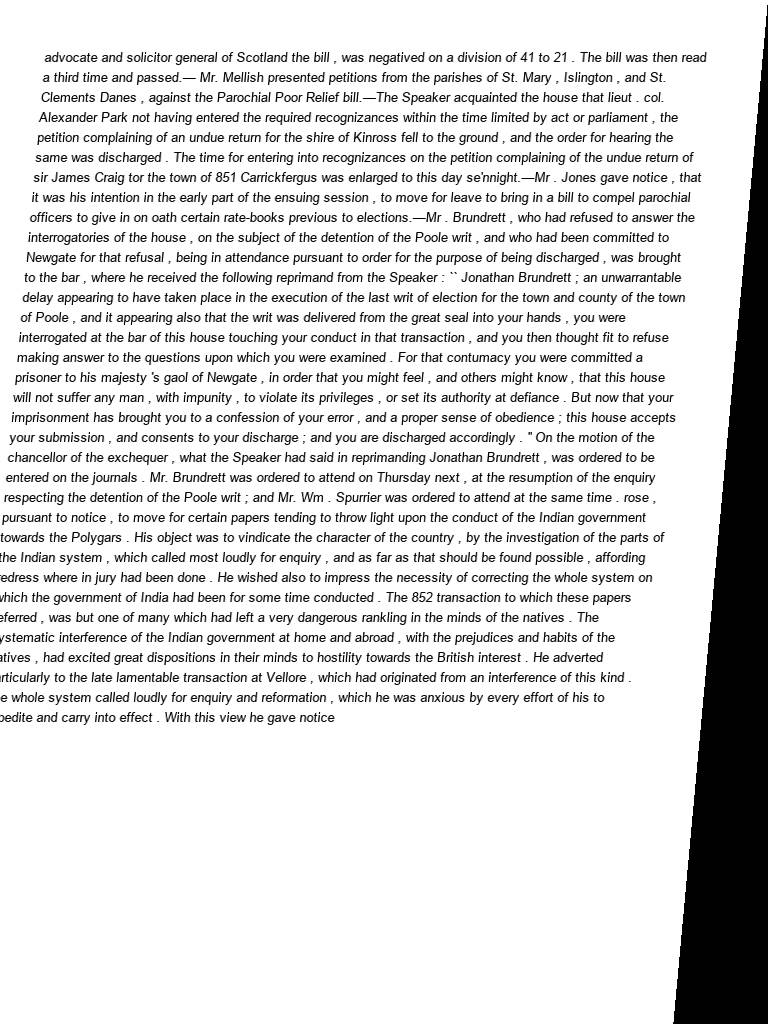 advocate and solicitor general of Scotland the bill , was negatived on a division of 41 to 21 . The bill was then read
a third time and passed.— Mr. Mellish presented petitions from the parishes of St. Mary , Islington , and St.
Clements Danes , against the Parochial Poor Relief bill.—The Speaker acquainted the house that lieut . col.
Alexander Park not having entered the required recognizances within the time limited by act or parliament , the
petition complaining of an undue return for the shire of Kinross fell to the ground , and the order for hearing the
same was discharged . The time for entering into recognizances on the petition complaining of the undue return of
sir James Craig tor the town of 851 Carrickfergus was enlarged to this day se'nnight.—Mr . Jones gave notice , that
it was his intention in the early part of the ensuing session , to move for leave to bring in a bill to compel parochial
officers to give in on oath certain rate-books previous to elections.—Mr . Brundrett , who had refused to answer the
interrogatories of the house , on the subject of the detention of the Poole writ , and who had been committed to
Newgate for that refusal , being in attendance pursuant to order for the purpose of being discharged , was brought
to the bar , where he received the following reprimand from the Speaker : `` Jonathan Brundrett ; an unwarrantable
delay appearing to have taken place in the execution of the last writ of election for the town and county of the town
of Poole , and it appearing also that the writ was delivered from the great seal into your hands , you were
interrogated at the bar of this house touching your conduct in that transaction , and you then thought fit to refuse
making answer to the questions upon which you were examined . For that contumacy you were committed a
prisoner to his majesty 's gaol of Newgate , in order that you might feel , and others might know , that this house
will not suffer any man , with impunity , to violate its privileges , or set its authority at defiance . But now that your
imprisonment has brought you to a confession of your error , and a proper sense of obedience ; this house accepts
your submission , and consents to your discharge ; and you are discharged accordingly . '' On the motion of the
chancellor of the exchequer , what the Speaker had said in reprimanding Jonathan Brundrett , was ordered to be
entered on the journals . Mr. Brundrett was ordered to attend on Thursday next , at the resumption of the enquiry
respecting the detention of the Poole writ ; and Mr. Wm . Spurrier was ordered to attend at the same time . rose ,
pursuant to notice , to move for certain papers tending to throw light upon the conduct of the Indian government
towards the Polygars . His object was to vindicate the character of the country , by the investigation of the parts of
the Indian system , which called most loudly for enquiry , and as far as that should be found possible , affording
redress where in jury had been done . He wished also to impress the necessity of correcting the whole system on
which the government of India had been for some time conducted . The 852 transaction to which these papers
eferred , was but one of many which had left a very dangerous rankling in the minds of the natives . The
ystematic interference of the Indian government at home and abroad , with the prejudices and habits of the
atives , had excited great dispositions in their minds to hostility towards the British interest . He adverted
rticularly to the late lamentable transaction at Vellore , which had originated from an interference of this kind .
e whole system called loudly for enquiry and reformation , which he was anxious by every effort of his to
pedite and carry into effect . With this view he gave notice